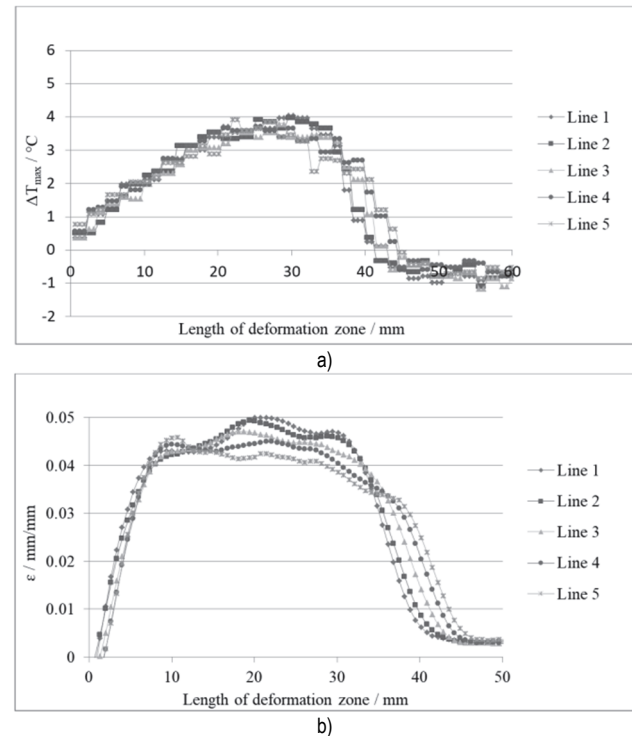 6
5
4
3
2
1
0
-1
-2
ΔTmax / °C
0 10 20 30 40 50 60
Length of deformation zone / mm
Line 1
Line 2
Line 3
Line 4
Line 5
a)
0.05
0.04
0.03
0.02
0.01
0
ε / mm/mm
0 10 20 30 40 50
Length of deformation zone / mm
Line 1
Line 2
Line 3
Line 4
Line 5
b)